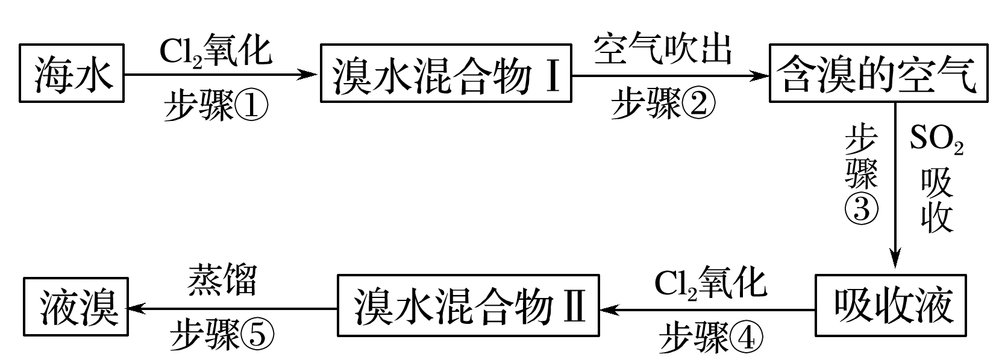 海水
Cl₂氧化
步骤①
溴水混合物Ⅰ
空气吹出
步骤②
含溴的空气
步骤③
SO₂吸收
吸收液
Cl₂氧化
步骤④
溴水混合物Ⅱ
蒸馏
步骤⑤
液溴